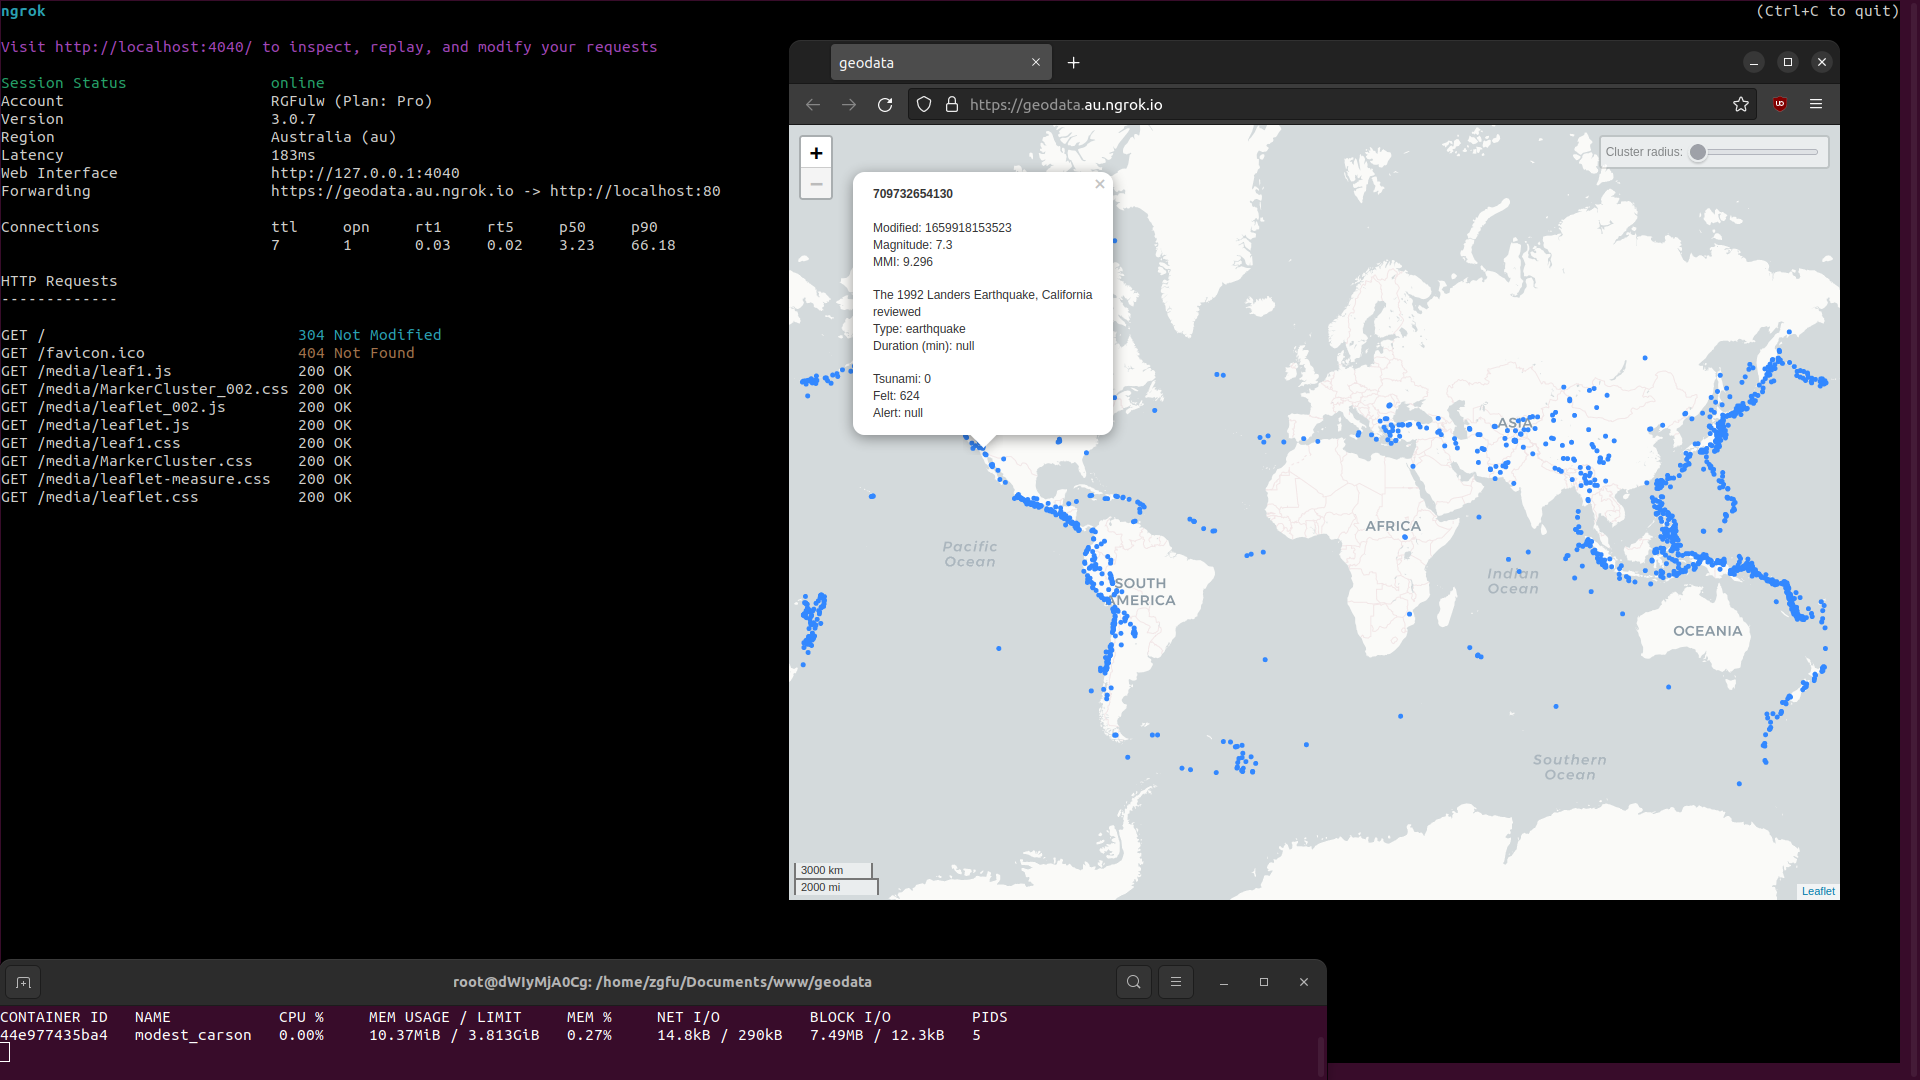 ngrok (Ctrl+C to quit)
Visit http://localhost:4040/ to inspect, replay, and modify your requests
Session Status online
Account RGFulw (Plan: Pro)
Version 3.0.7
Region Australia (au)
Latency 183ms
Web Interface http://127.0.0.1:4040
Forwarding https://geodata.au.ngrok.io -> http://localhost:80
Connections ttl opn rt1 rt5 p50 p90
7 1 0.03 0.02 3.23 66.18
HTTP Requests
-------------
GET / 304 Not Modified
GET /favicon.ico 404 Not Found
GET /media/leaf1.js 200 OK
GET /media/MarkerCluster_002.css 200 OK
GET /media/leaflet_002.js 200 OK
GET /media/leaflet.js 200 OK
GET /media/leaf1.css 200 OK
GET /media/MarkerCluster.css 200 OK
GET /media/leaflet-measure.css 200 OK
GET /media/leaflet.css 200 OK
geodata
https://geodata.au.ngrok.io
+
−
Cluster radius:
709732654130
Modified: 1659918153523
Magnitude: 7.3
MMI: 9.296
The 1992 Landers Earthquake, California
reviewed
Type: earthquake
Duration (min): null
Tsunami: 0
Felt: 624
Alert: null
ASIA
AFRICA
Pacific
Ocean
SOUTH
AMERICA
Indian
Ocean
OCEANIA
Southern
Ocean
3000 km
2000 mi
Leaflet
root@dWIyMjA0Cg: /home/zgfu/Documents/www/geodata
CONTAINER ID NAME CPU % MEM USAGE / LIMIT MEM % NET I/O BLOCK I/O PIDS
44e977435ba4 modest_carson 0.00% 10.37MiB / 3.813GiB 0.27% 14.8kB / 290kB 7.49MB / 12.3kB 5